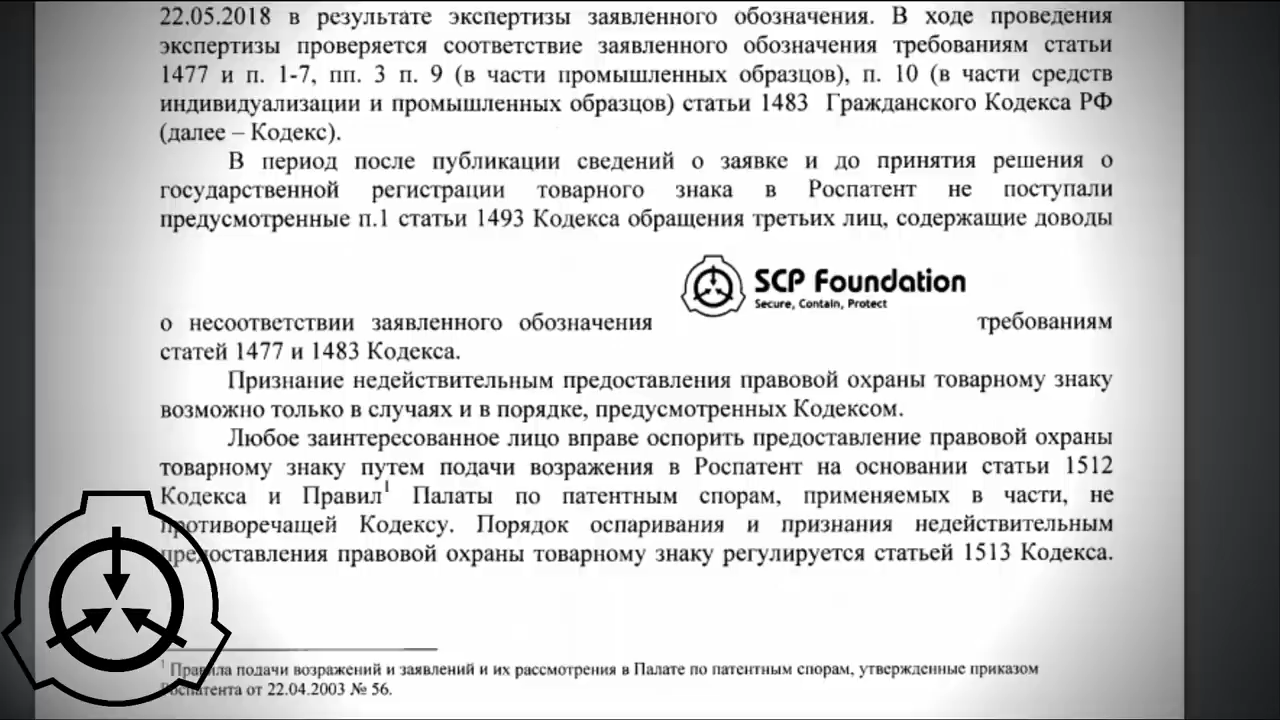 22.05.2018 в результате экспертизы заявленного обозначения. В ходе проведения
экспертизы проверяется соответствие заявленного обозначения требованиям статьи
1477 и п. 1-7, пп. 3 п. 9 (в части промышленных образцов), п. 10 (в части средств
индивидуализации и промышленных образцов) статьи 1483 Гражданского Кодекса РФ
(далее – Кодекс).
В период после публикации сведений о заявке и до принятия решения о
государственной регистрации товарного знака в Роспатент не поступали
предусмотренные п.1 статьи 1493 Кодекса обращения третьих лиц, содержащие доводы
SCP Foundation
Secure, Contain, Protect
о несоответствии заявленного обозначения требованиям
статей 1477 и 1483 Кодекса.
Признание недействительным предоставления правовой охраны товарному знаку
возможно только в случаях и в порядке, предусмотренных Кодексом.
Любое заинтересованное лицо вправе оспорить предоставление правовой охраны
товарному знаку путем подачи возражения в Роспатент на основании статьи 1512
Кодекса и Правил1 Палаты по патентным спорам, применяемых в части, не
противоречащей Кодексу. Порядок оспаривания и признания недействительным
предоставления правовой охраны товарному знаку регулируется статьей 1513 Кодекса.
1 Правила подачи возражений и заявлений и их рассмотрения в Палате по патентным спорам, утвержденные приказом
Роспатента от 22.04.2003 № 56.